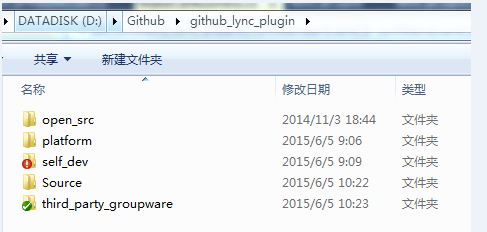 DATADISK (D:) Github github_lync_plugin
共享 新建文件夹
名称 修改日期 类型
open_src 2014/11/3 18:44 文件夹
platform 2015/6/5 9:06 文件夹
self_dev 2015/6/5 9:09 文件夹
Source 2015/6/5 10:22 文件夹
third_party_groupware 2015/6/5 10:23 文件夹